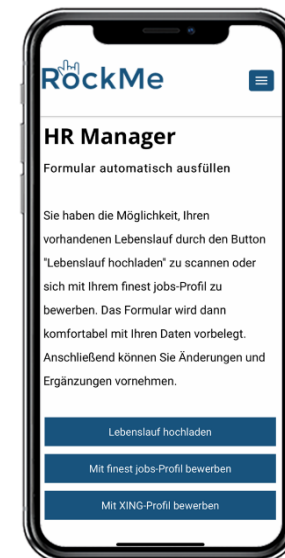 RockMe
HR Manager
Formular automatisch ausfüllen
Sie haben die Möglichkeit, Ihren
vorhandenen Lebenslauf durch den Button
"Lebenslauf hochladen" zu scannen oder
sich mit Ihrem finest jobs-Profil zu
bewerben. Das Formular wird dann
komfortabel mit Ihren Daten vorbelegt.
Anschließend können Sie Änderungen und
Ergänzungen vornehmen.
Lebenslauf hochladen
Mit finest jobs-Profil bewerben
Mit XING-Profil bewerben